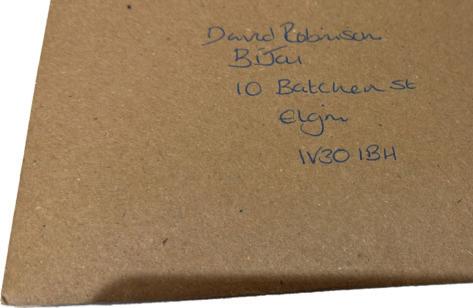 David Robinson
Bijou
10 Batchen St
Elgin
IV30 1BH